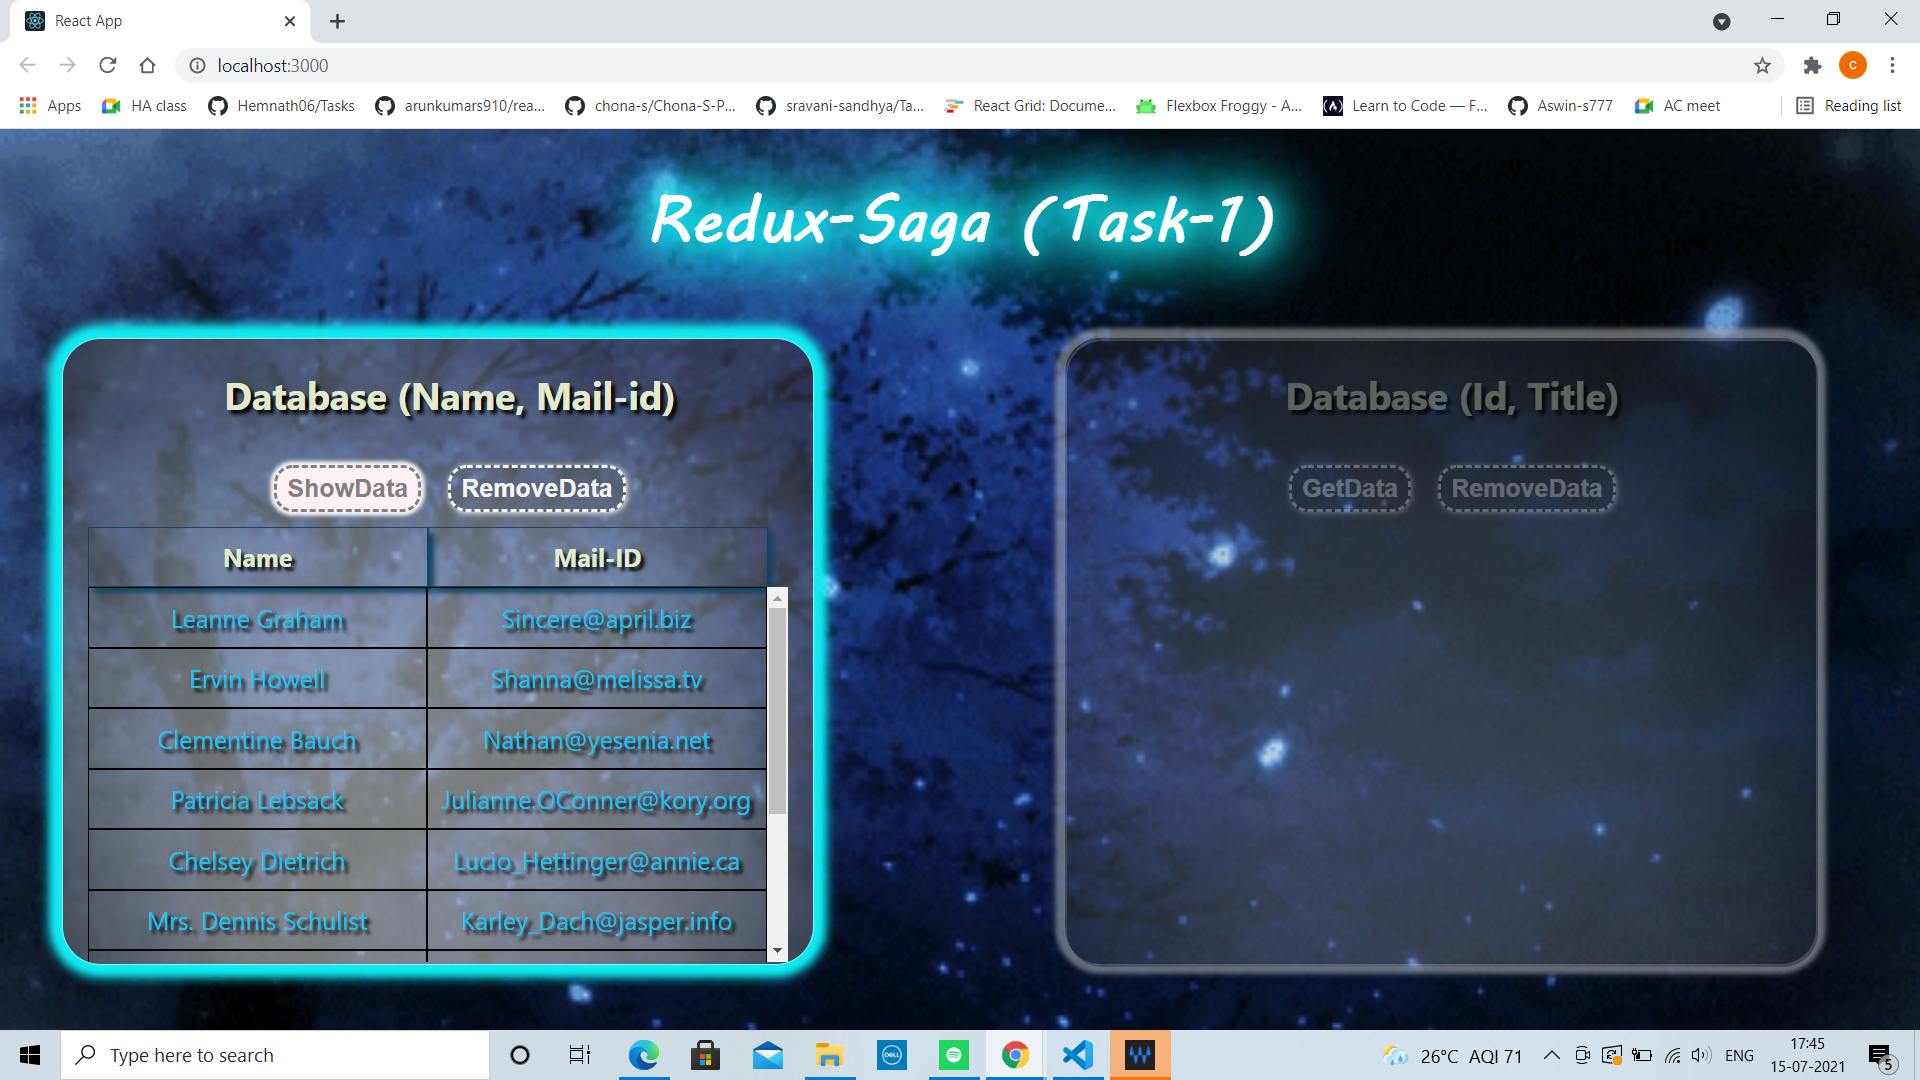 React App
localhost:3000
C
Apps HA class Hemnath06/Tasks arunkumars910/rea... chona-s/Chona-S-P... sravani-sandhya/Ta... React Grid: Docume... Flexbox Froggy - A... (A) Learn to Code — F... Aswin-s777 AC meet Reading list
Redux-Saga (Task-1)
Database (Name, Mail-id)
ShowData RemoveData
Name Mail-ID
Leanne Graham Sincere@april.biz
Ervin Howell Shanna@melissa.tv
Clementine Bauch Nathan@yesenia.net
Patricia Lebsack Julianne.OConner@kory.org
Chelsey Dietrich Lucio_Hettinger@annie.ca
Mrs. Dennis Schulist Karley_Dach@jasper.info
Database (Id, Title)
GetData RemoveData
Type here to search
DELL
W
26°C AQI 71
ENG
17:45
15-07-2021
5